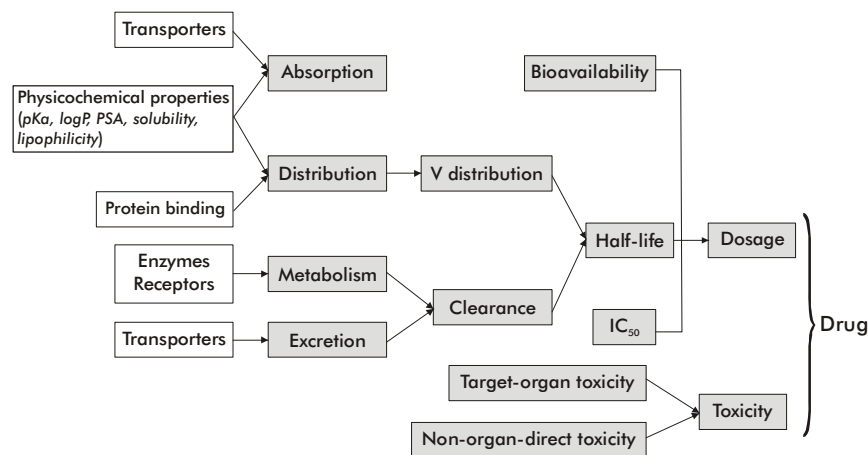 Transporters
Absorption
Bioavailability
Physicochemical properties
(pKa, logP, PSA, solubility,
lipophilicity)
Distribution
V distribution
Protein binding
Half-life
Dosage
Enzymes
Receptors
Metabolism
Clearance
IC₅₀
Drug
Transporters
Excretion
Target-organ toxicity
Toxicity
Non-organ-direct toxicity